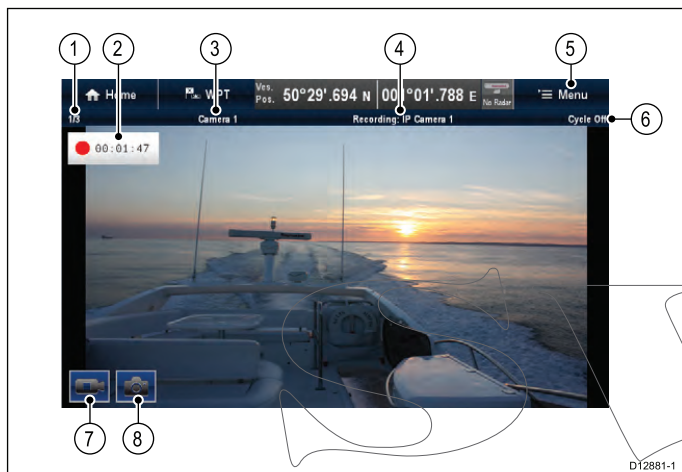 1 2 3 4 5
Home WPT Ves. Pos. 50°29'.694 N 001°01'.788 E No Radar Menu
1/3 Camera 1 Recording: IP Camera 1 Cycle Off
6
00:01:47
7 8
D12881-1